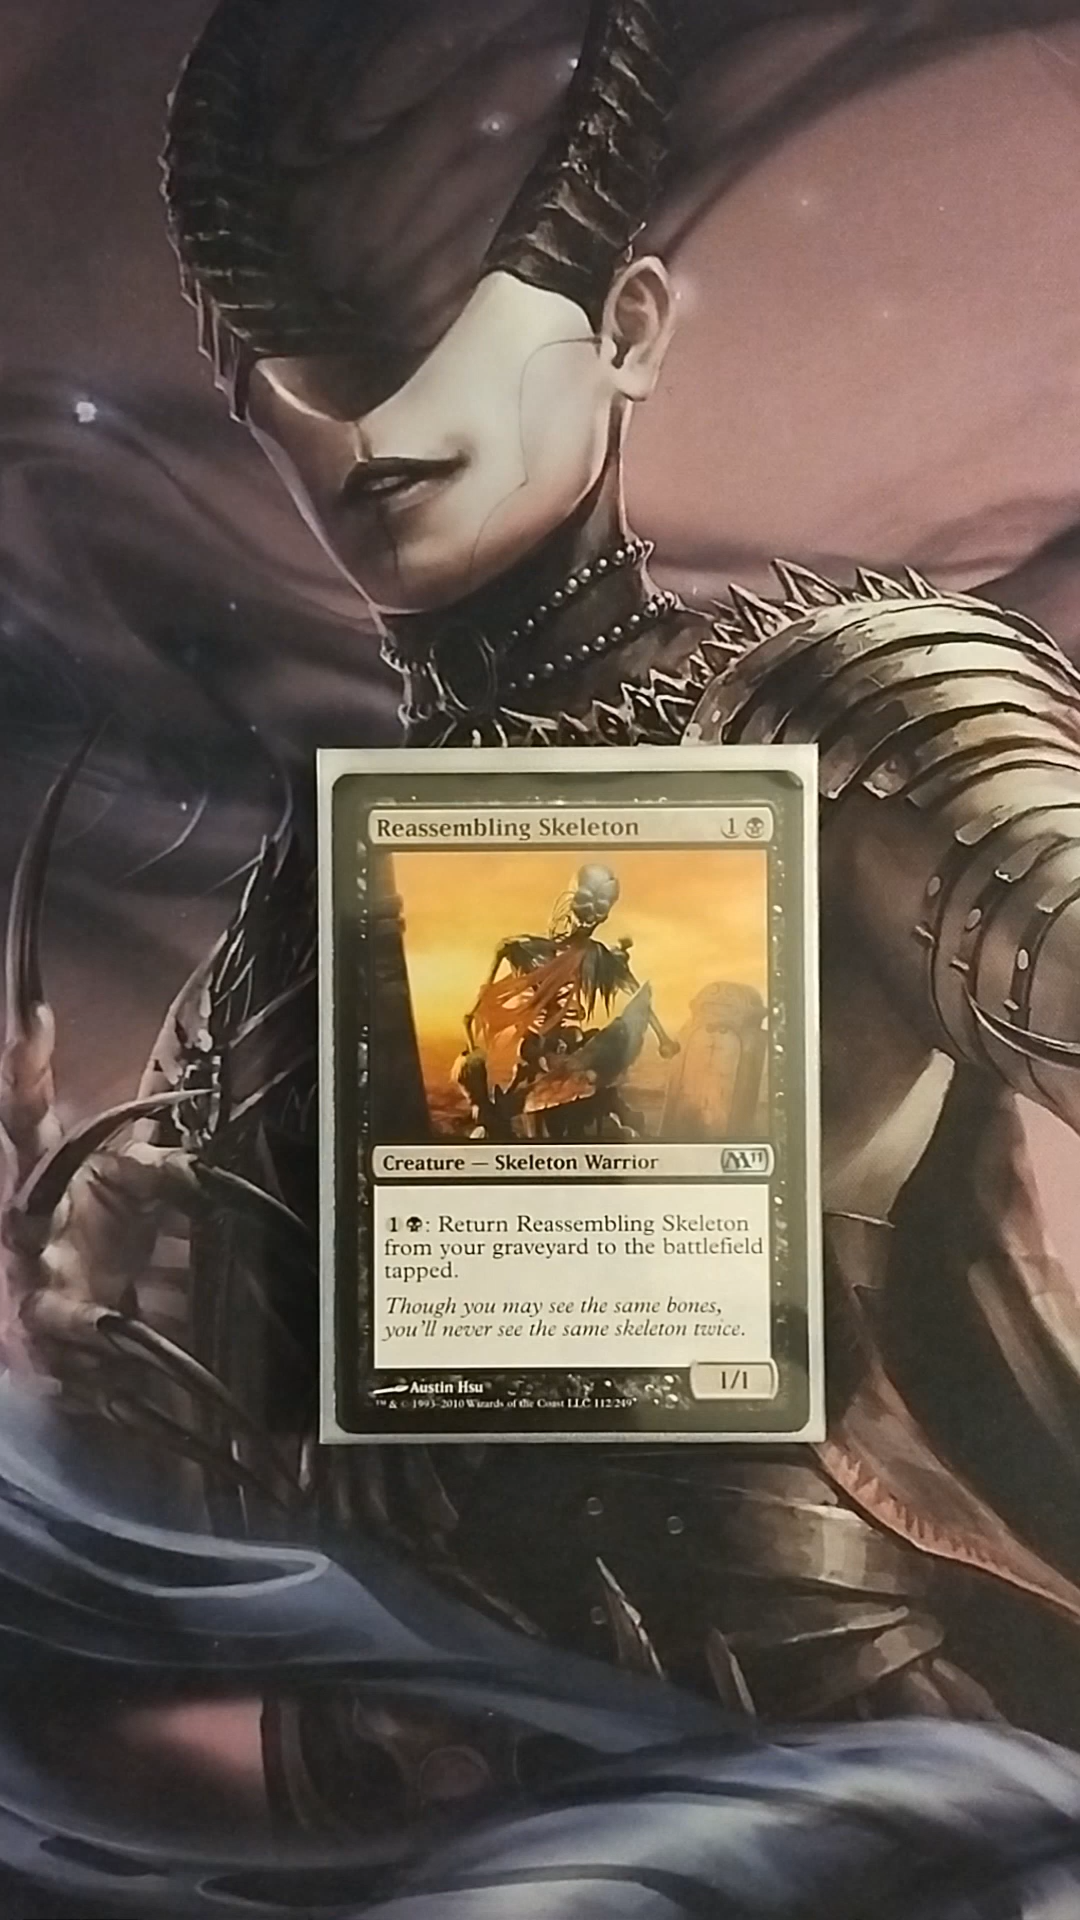 Reassembling Skeleton 1
Creature — Skeleton Warrior M11
1 : Return Reassembling Skeleton
from your graveyard to the battlefield
tapped.
Though you may see the same bones,
you'll never see the same skeleton twice.
1/1
Austin Hsu
™ & © 1993–2010 Wizards of the Coast LLC 112/249